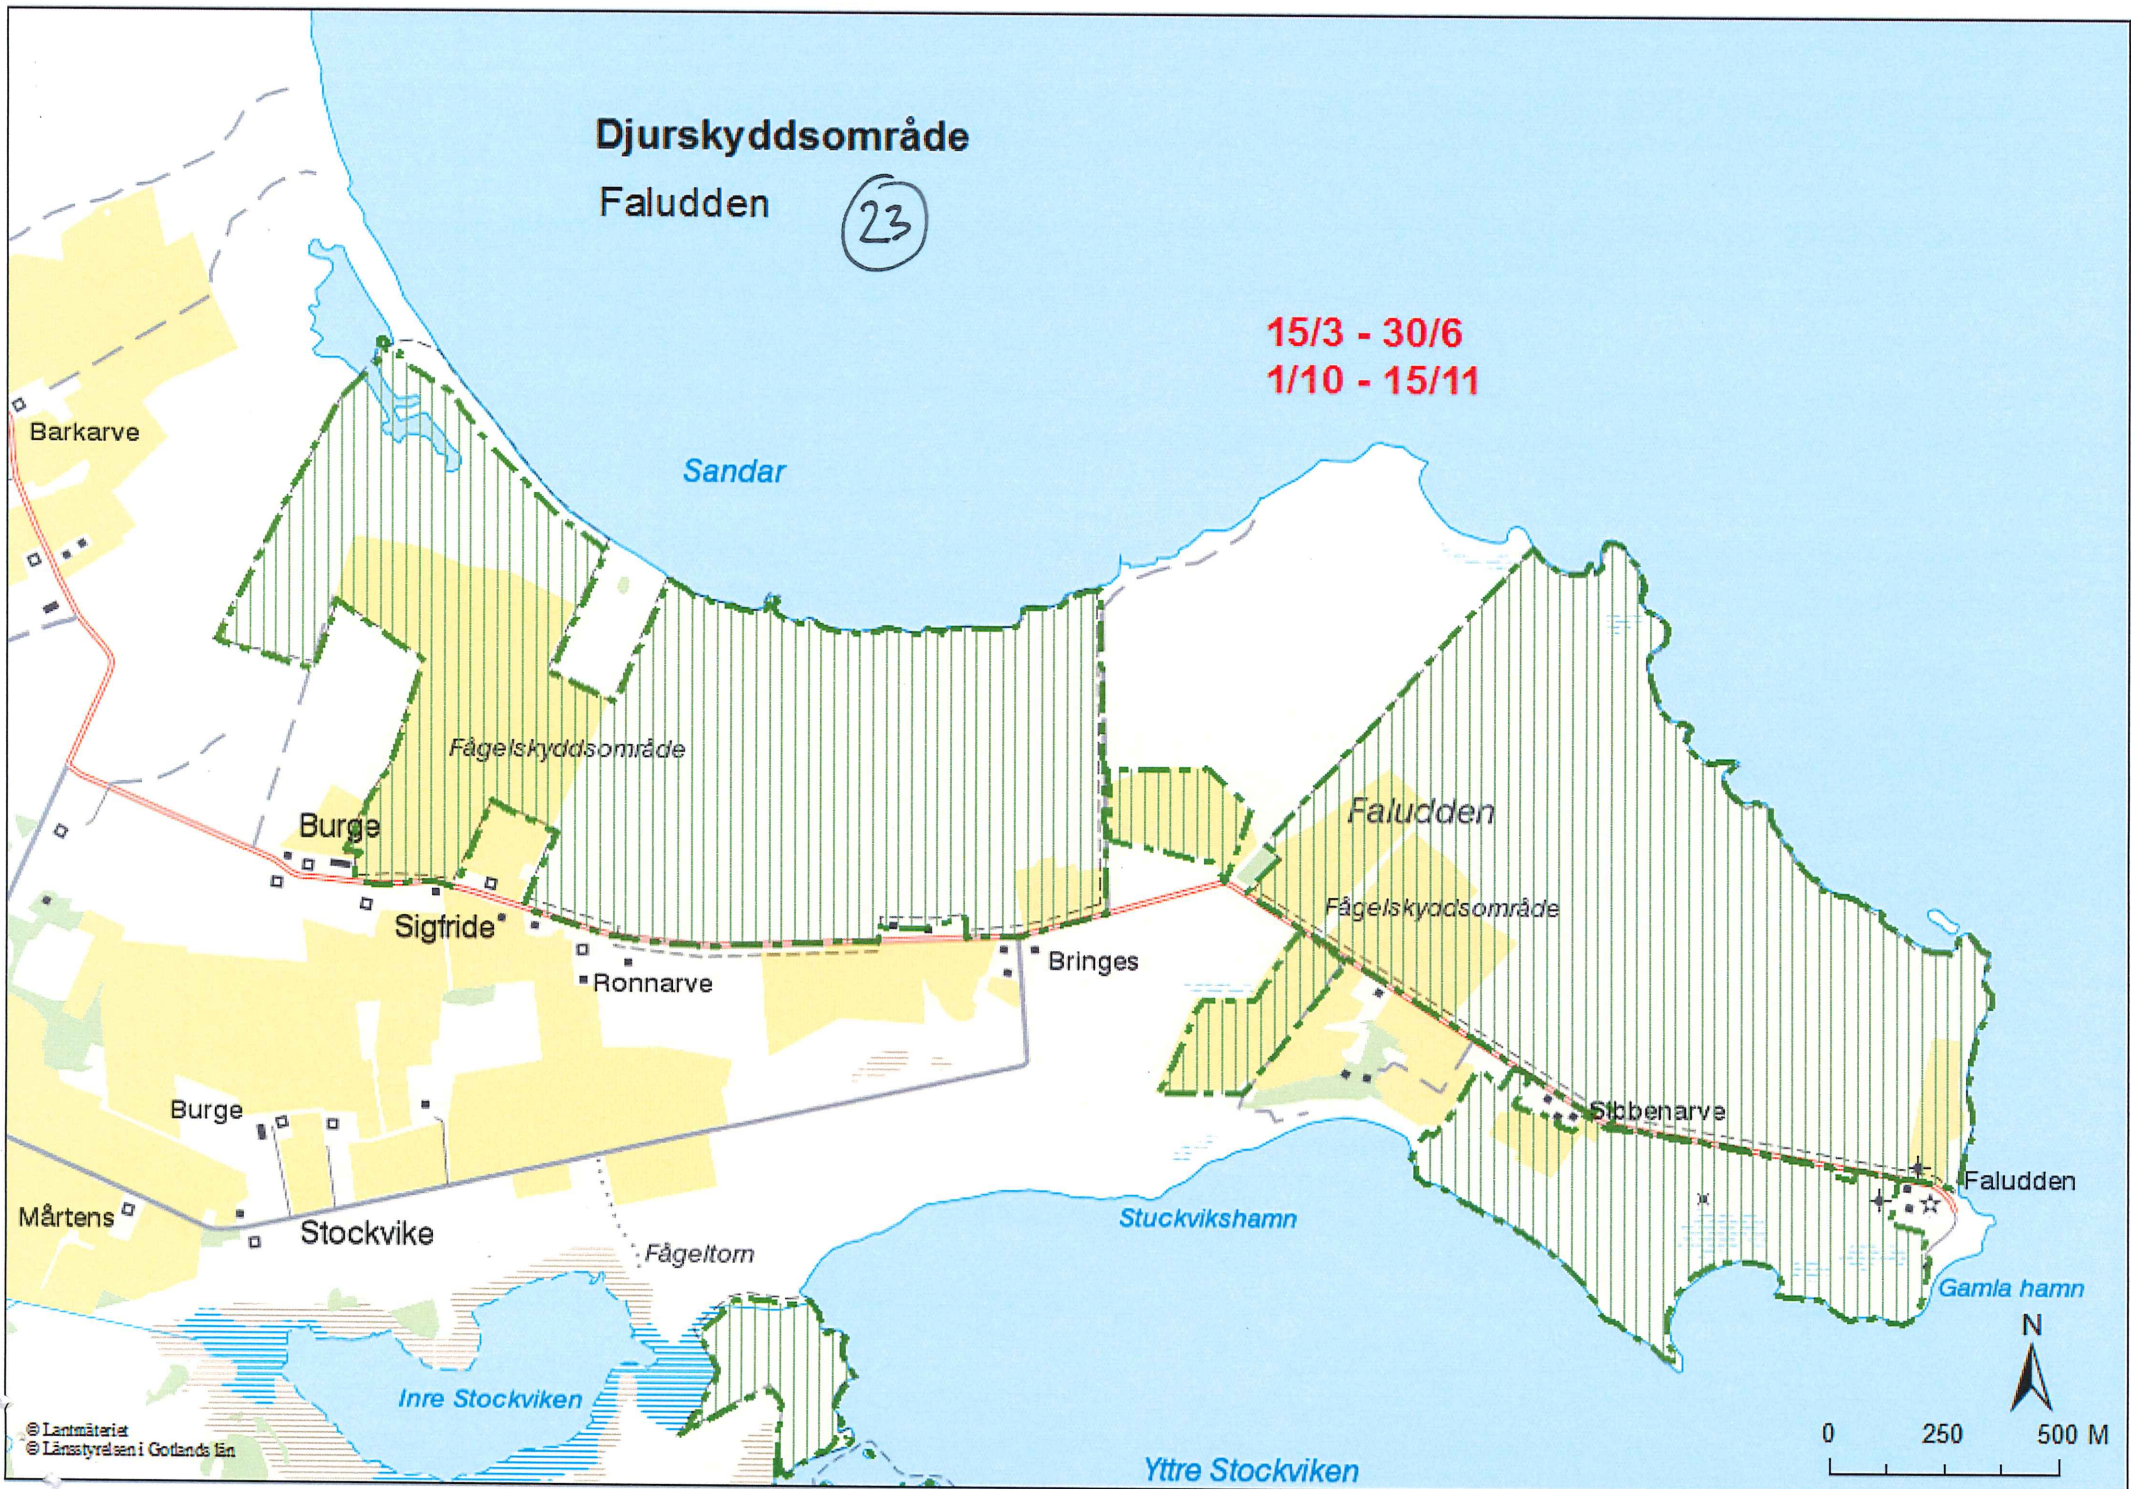 Djurskyddsområde
Faludden
23
15/3 - 30/6
1/10 - 15/11
Barkarve
Sandar
Fågelskyddsområde
Faludden
Burge
Fågelskyddsområde
Sigfride
Bringes
Ronnarve
Burge
Sibbenarve
Faludden
Mårtens
Stockvike
Stuckvikshamn
Fågeltorn
Gamla hamn
N
Inre Stockviken
© Lantmäteriet
© Länsstyrelsen i Gotlands län
0 250 500 M
Yttre Stockviken